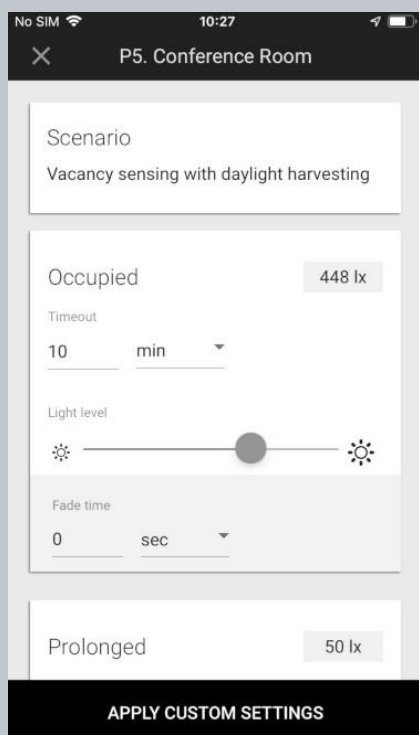 No SIM 10:27
P5. Conference Room
Scenario
Vacancy sensing with daylight harvesting
Occupied 448 lx
Timeout
10 min
Light level
Fade time
0 sec
Prolonged 50 lx
APPLY CUSTOM SETTINGS